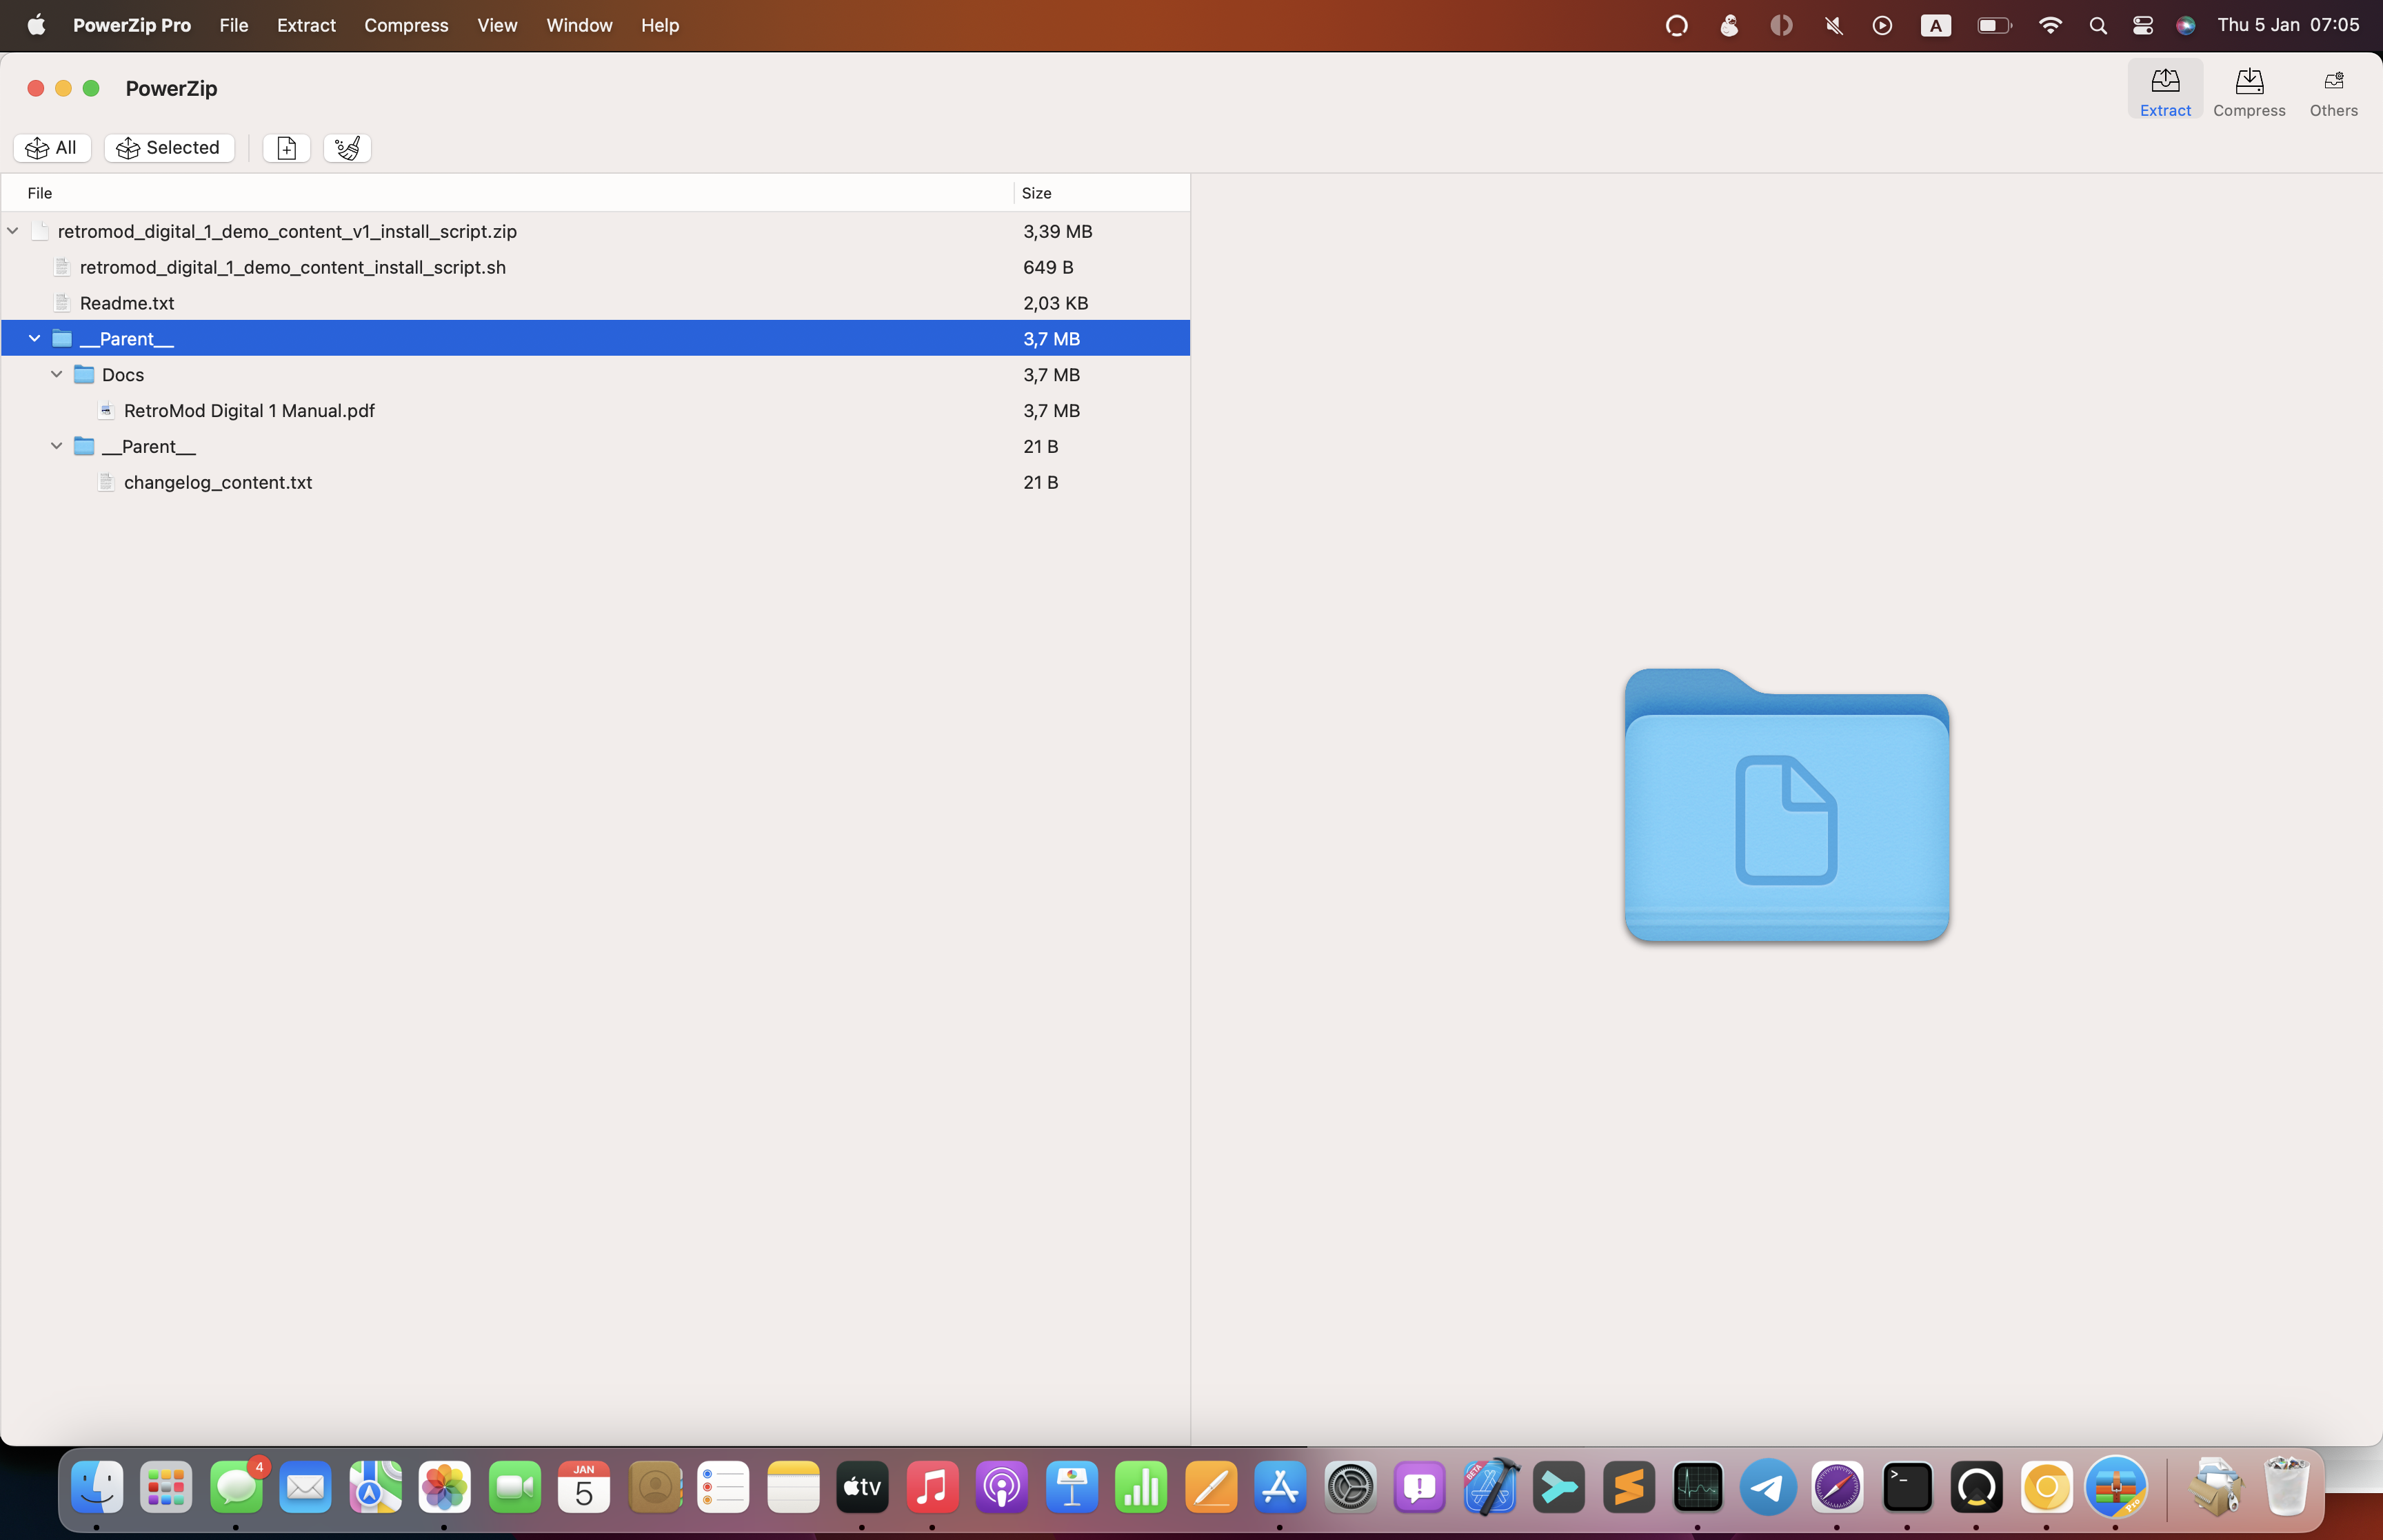 PowerZip Pro File Extract Compress View Window Help A Thu 5 Jan 07:05
PowerZip
Extract Compress Others
All Selected
File Size
retromod_digital_1_demo_content_v1_install_script.zip 3,39 MB
retromod_digital_1_demo_content_install_script.sh 649 B
Readme.txt 2,03 KB
__Parent__ 3,7 MB
Docs 3,7 MB
RetroMod Digital 1 Manual.pdf 3,7 MB
__Parent__ 21 B
changelog_content.txt 21 B
4
JAN
5
tv
BETA
>_
Pro